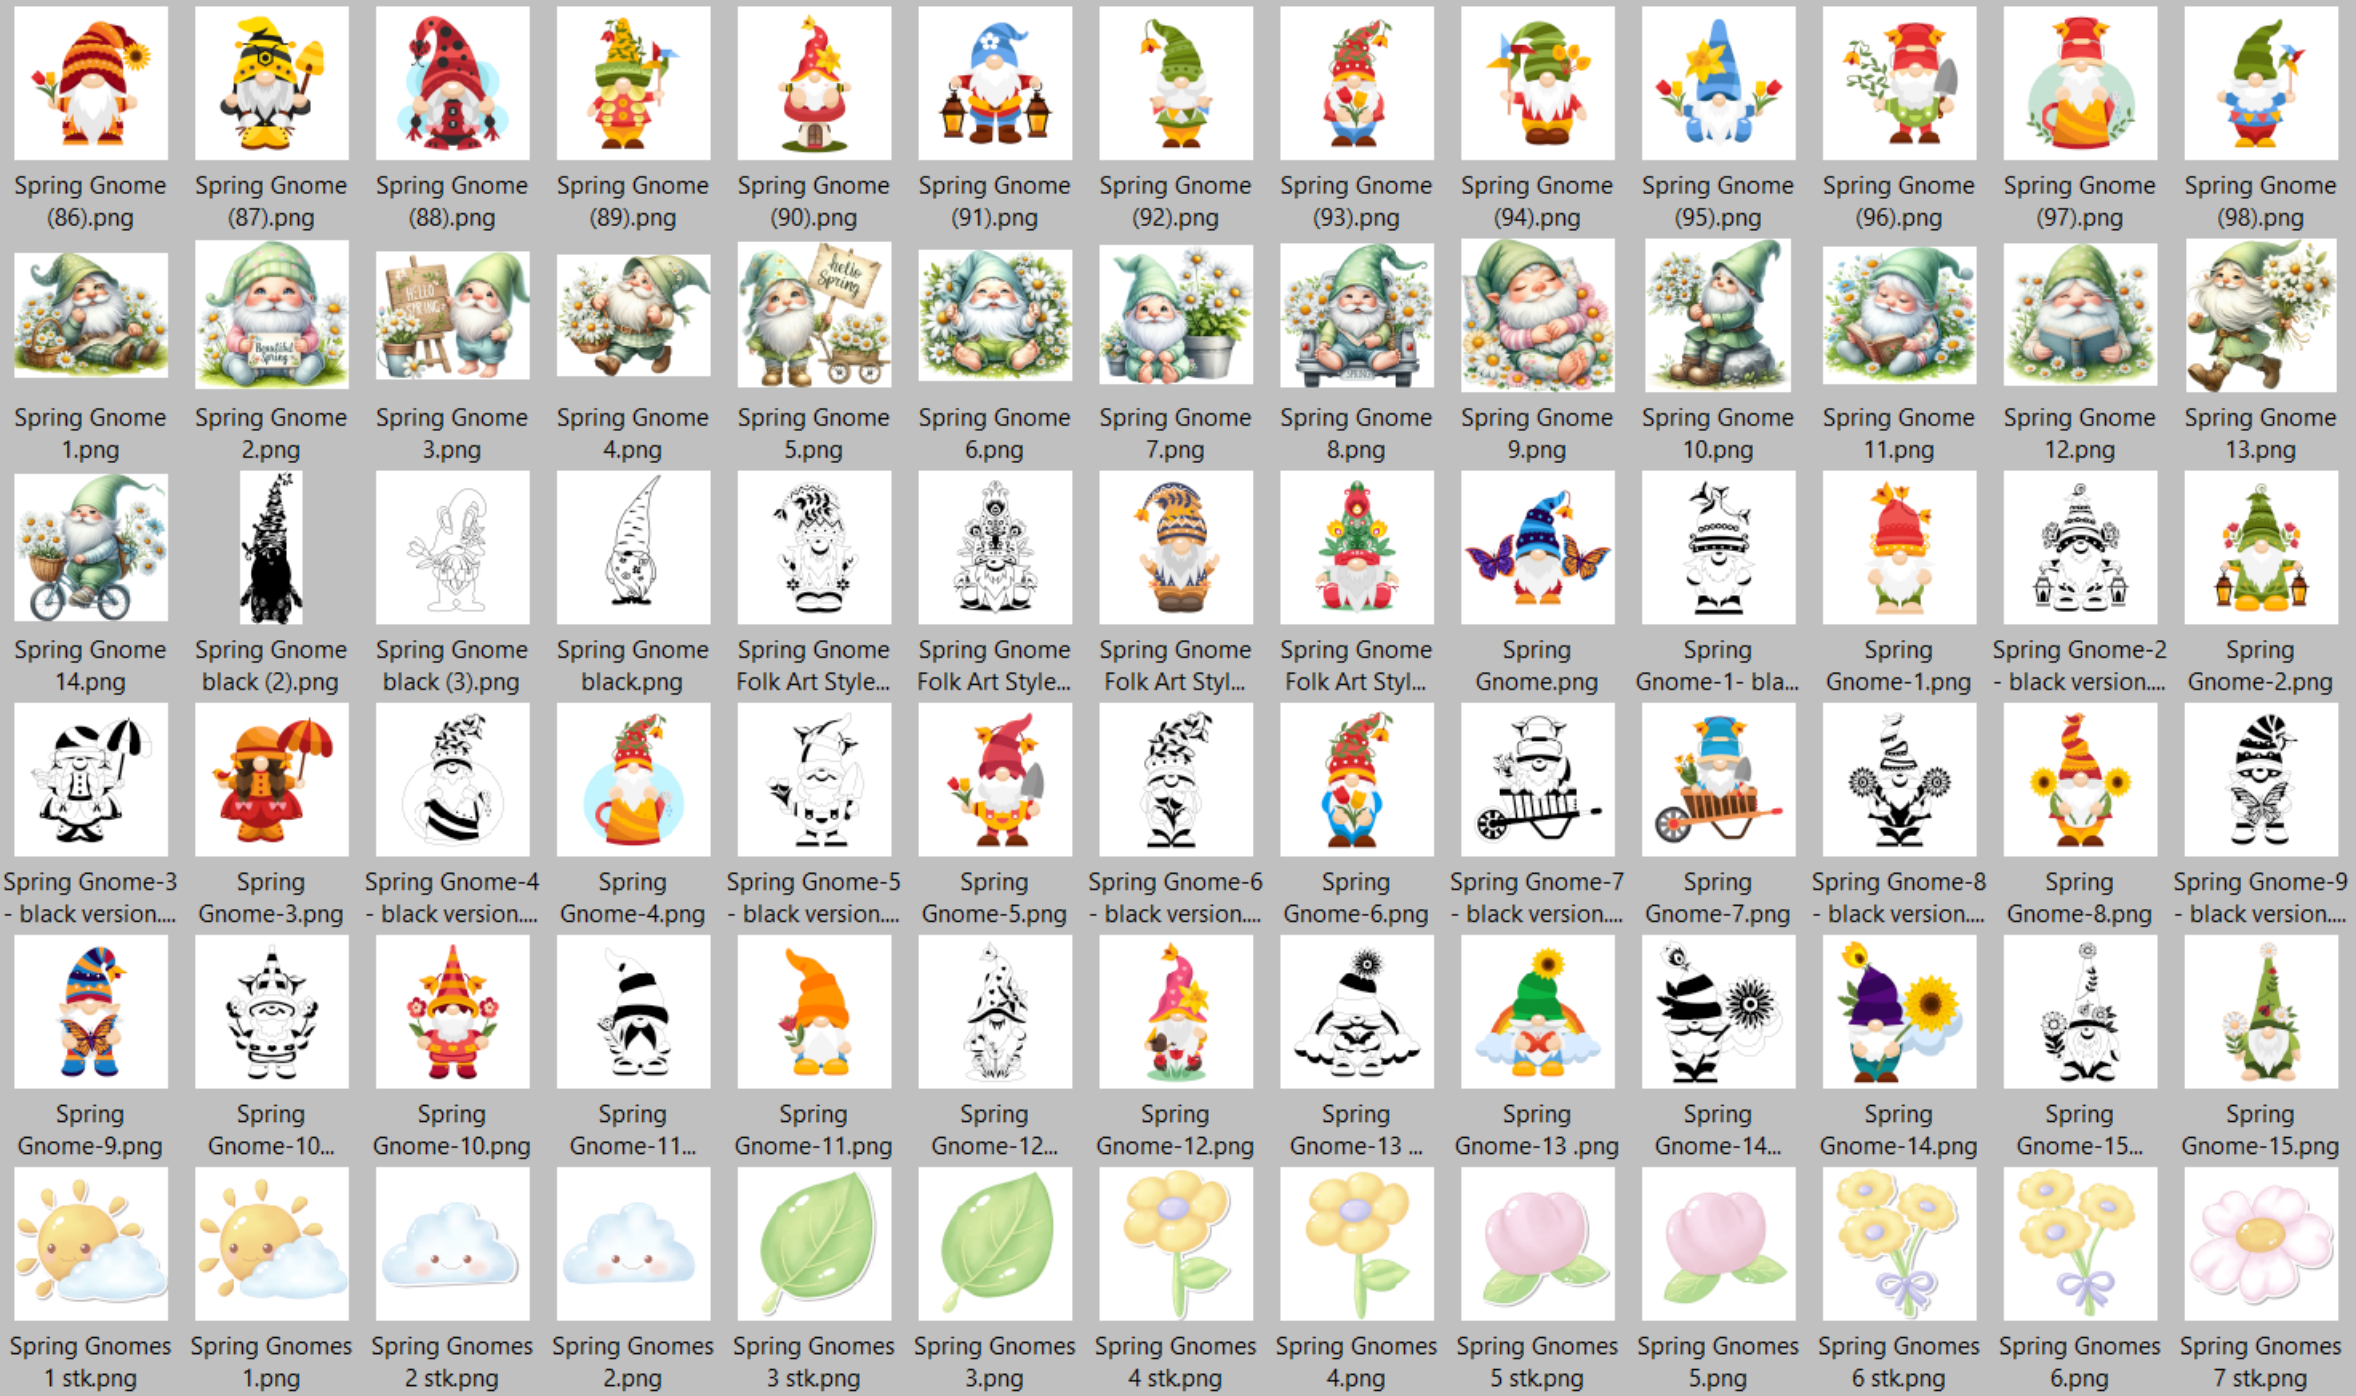 Spring Gnome Spring Gnome Spring Gnome Spring Gnome Spring Gnome Spring Gnome Spring Gnome Spring Gnome Spring Gnome Spring Gnome Spring Gnome Spring Gnome Spring Gnome
(86).png (87).png (88).png (89).png (90).png (91).png (92).png (93).png (94).png (95).png (96).png (97).png (98).png
Beautiful
Spring
HELLO
SPRING
hello
Spring
SPRING
Spring Gnome Spring Gnome Spring Gnome Spring Gnome Spring Gnome Spring Gnome Spring Gnome Spring Gnome Spring Gnome Spring Gnome Spring Gnome Spring Gnome Spring Gnome
1.png 2.png 3.png 4.png 5.png 6.png 7.png 8.png 9.png 10.png 11.png 12.png 13.png
Spring Gnome Spring Gnome Spring Gnome Spring Gnome Spring Gnome Spring Gnome Spring Gnome Spring Gnome Spring Spring Spring Spring Gnome-2 Spring
14.png black (2).png black (3).png black.png Folk Art Style... Folk Art Style... Folk Art Styl... Folk Art Styl... Gnome.png Gnome-1- bla... Gnome-1.png - black version.... Gnome-2.png
Spring Gnome-3 Spring Spring Gnome-4 Spring Spring Gnome-5 Spring Spring Gnome-6 Spring Spring Gnome-7 Spring Spring Gnome-8 Spring Spring Gnome-9
- black version.... Gnome-3.png - black version.... Gnome-4.png - black version.... Gnome-5.png - black version.... Gnome-6.png - black version.... Gnome-7.png - black version.... Gnome-8.png - black version....
Spring Spring Spring Spring Spring Spring Spring Spring Spring Spring Spring Spring Spring
Gnome-9.png Gnome-10... Gnome-10.png Gnome-11... Gnome-11.png Gnome-12... Gnome-12.png Gnome-13 ... Gnome-13 .png Gnome-14... Gnome-14.png Gnome-15... Gnome-15.png
Spring Gnomes Spring Gnomes Spring Gnomes Spring Gnomes Spring Gnomes Spring Gnomes Spring Gnomes Spring Gnomes Spring Gnomes Spring Gnomes Spring Gnomes Spring Gnomes Spring Gnomes
1 stk.png 1.png 2 stk.png 2.png 3 stk.png 3.png 4 stk.png 4.png 5 stk.png 5.png 6 stk.png 6.png 7 stk.png